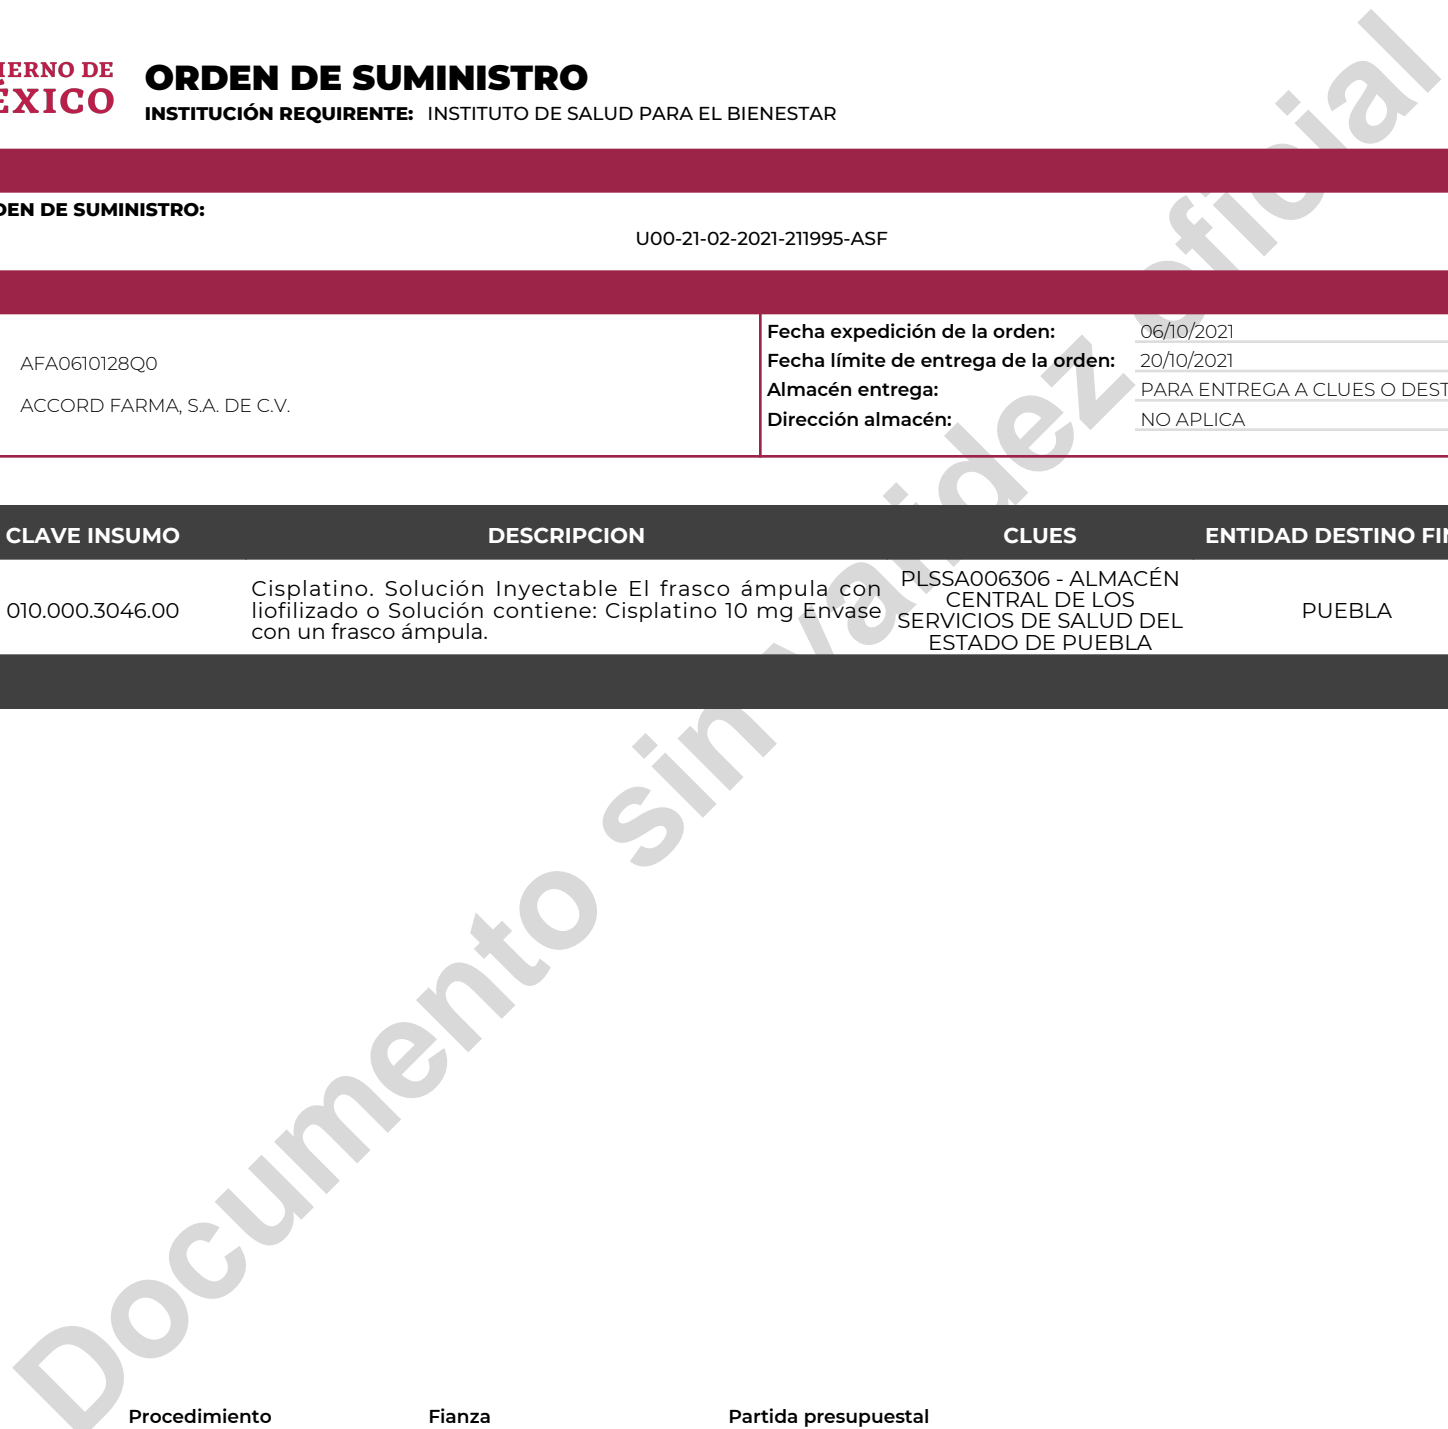 IERNO DE
ÉXICO
ORDEN DE SUMINISTRO
INSTITUCIÓN REQUIRENTE: INSTITUTO DE SALUD PARA EL BIENESTAR
DEN DE SUMINISTRO:
U00-21-02-2021-211995-ASF
AFA0610128Q0
ACCORD FARMA, S.A. DE C.V.
Fecha expedición de la orden: 06/10/2021
Fecha límite de entrega de la orden: 20/10/2021
Almacén entrega: PARA ENTREGA A CLUES O DEST
Dirección almacén: NO APLICA
CLAVE INSUMO DESCRIPCION CLUES ENTIDAD DESTINO FIN
010.000.3046.00
Cisplatino. Solución Inyectable El frasco ámpula con
liofilizado o Solución contiene: Cisplatino 10 mg Envase
con un frasco ámpula.
PLSSA006306 - ALMACÉN
CENTRAL DE LOS
SERVICIOS DE SALUD DEL
ESTADO DE PUEBLA
PUEBLA
Documento sin validez oficial
Procedimiento Fianza Partida presupuestal